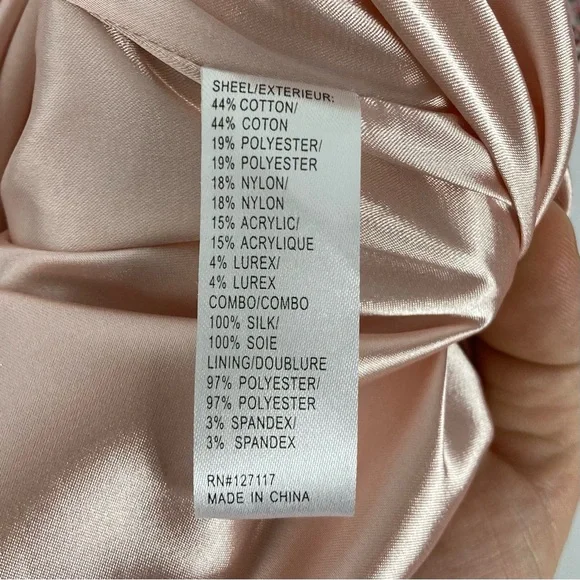 SHEEL/EXTERIEUR:
44% COTTON/
44% COTON
19% POLYESTER/
19% POLYESTER
18% NYLON/
18% NYLON
15% ACRYLIC/
15% ACRYLIQUE
4% LUREX/
4% LUREX
COMBO/COMBO
100% SILK/
100% SOIE
LINING/DOUBLURE
97% POLYESTER/
97% POLYESTER
3% SPANDEX/
3% SPANDEX
RN#127117
MADE IN CHINA